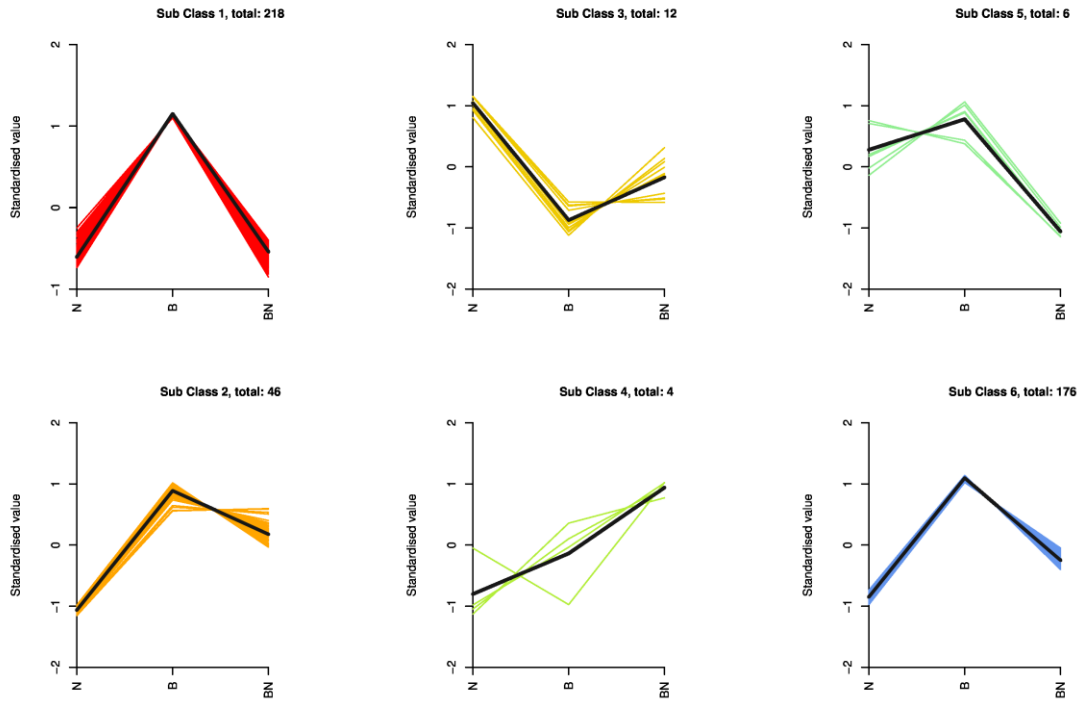 Sub Class 1, total: 218
Standardised value
2
1
0
−1
N
B
BN
Sub Class 3, total: 12
Standardised value
2
1
0
−1
−2
N
B
BN
Sub Class 5, total: 6
Standardised value
2
1
0
−1
−2
N
B
BN
Sub Class 2, total: 46
Standardised value
2
1
0
−1
−2
N
B
BN
Sub Class 4, total: 4
Standardised value
2
1
0
−1
−2
N
B
BN
Sub Class 6, total: 176
Standardised value
2
1
0
−1
−2
N
B
BN